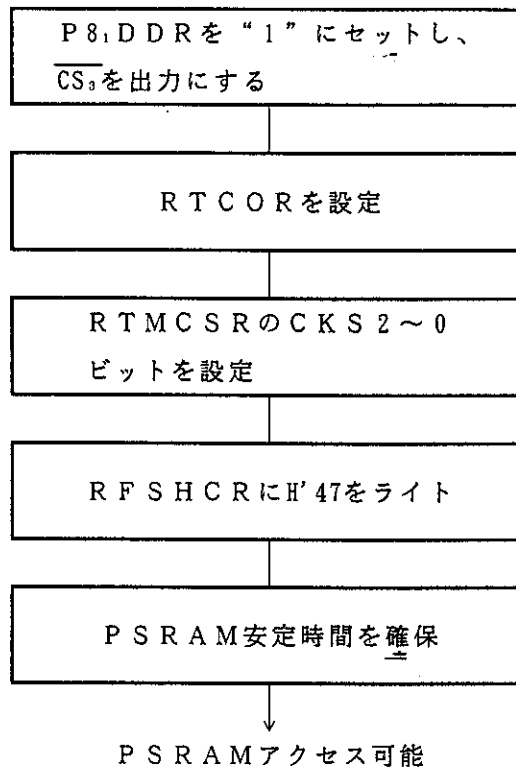 P8₁DDRを“1”にセットし、
C̅S̅₃を出力にする
RTCORを設定
RTMCSRのCKS2～0
ビットを設定
RFSHCRにH'47をライト
PSRAM安定時間を確保
PSRAMアクセス可能